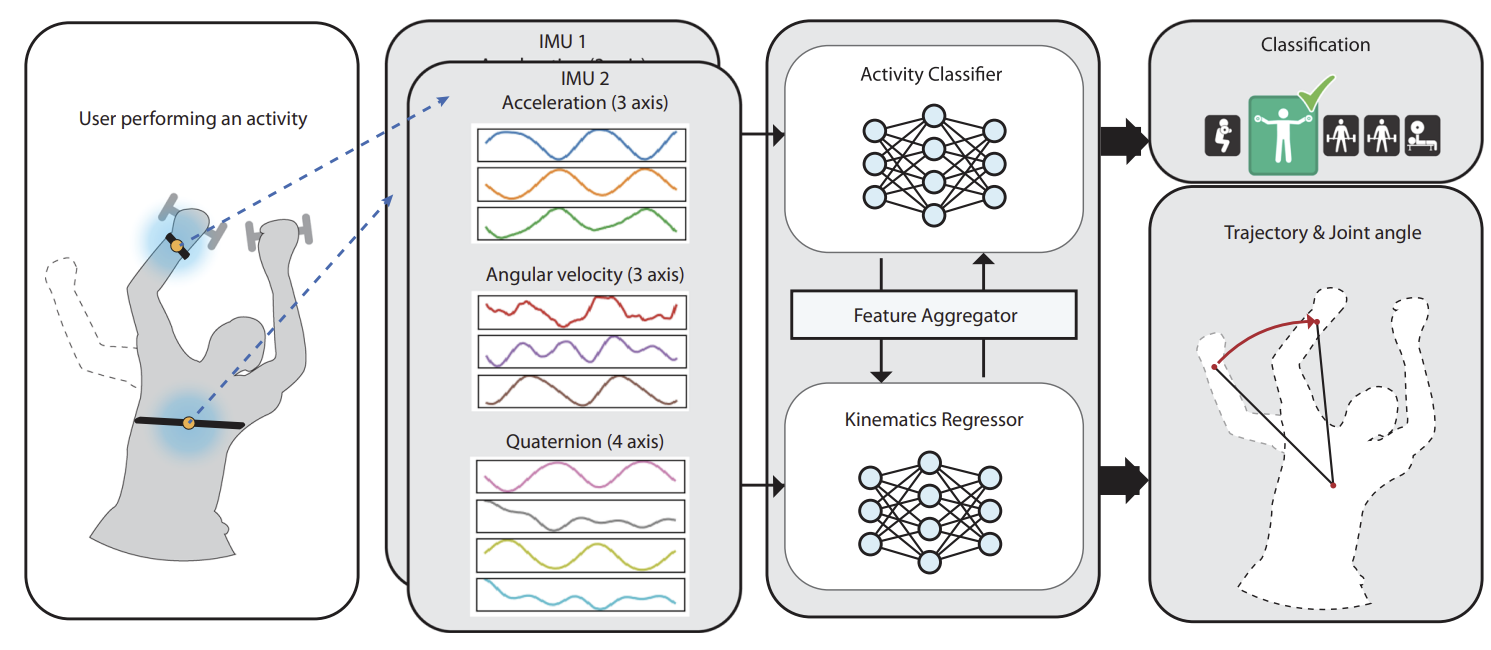 User performing an activity
IMU 1
IMU 2
Acceleration (3 axis)
Angular velocity (3 axis)
Quaternion (4 axis)
Activity Classifier
Feature Aggregator
Kinematics Regressor
Classification
Trajectory & Joint angle